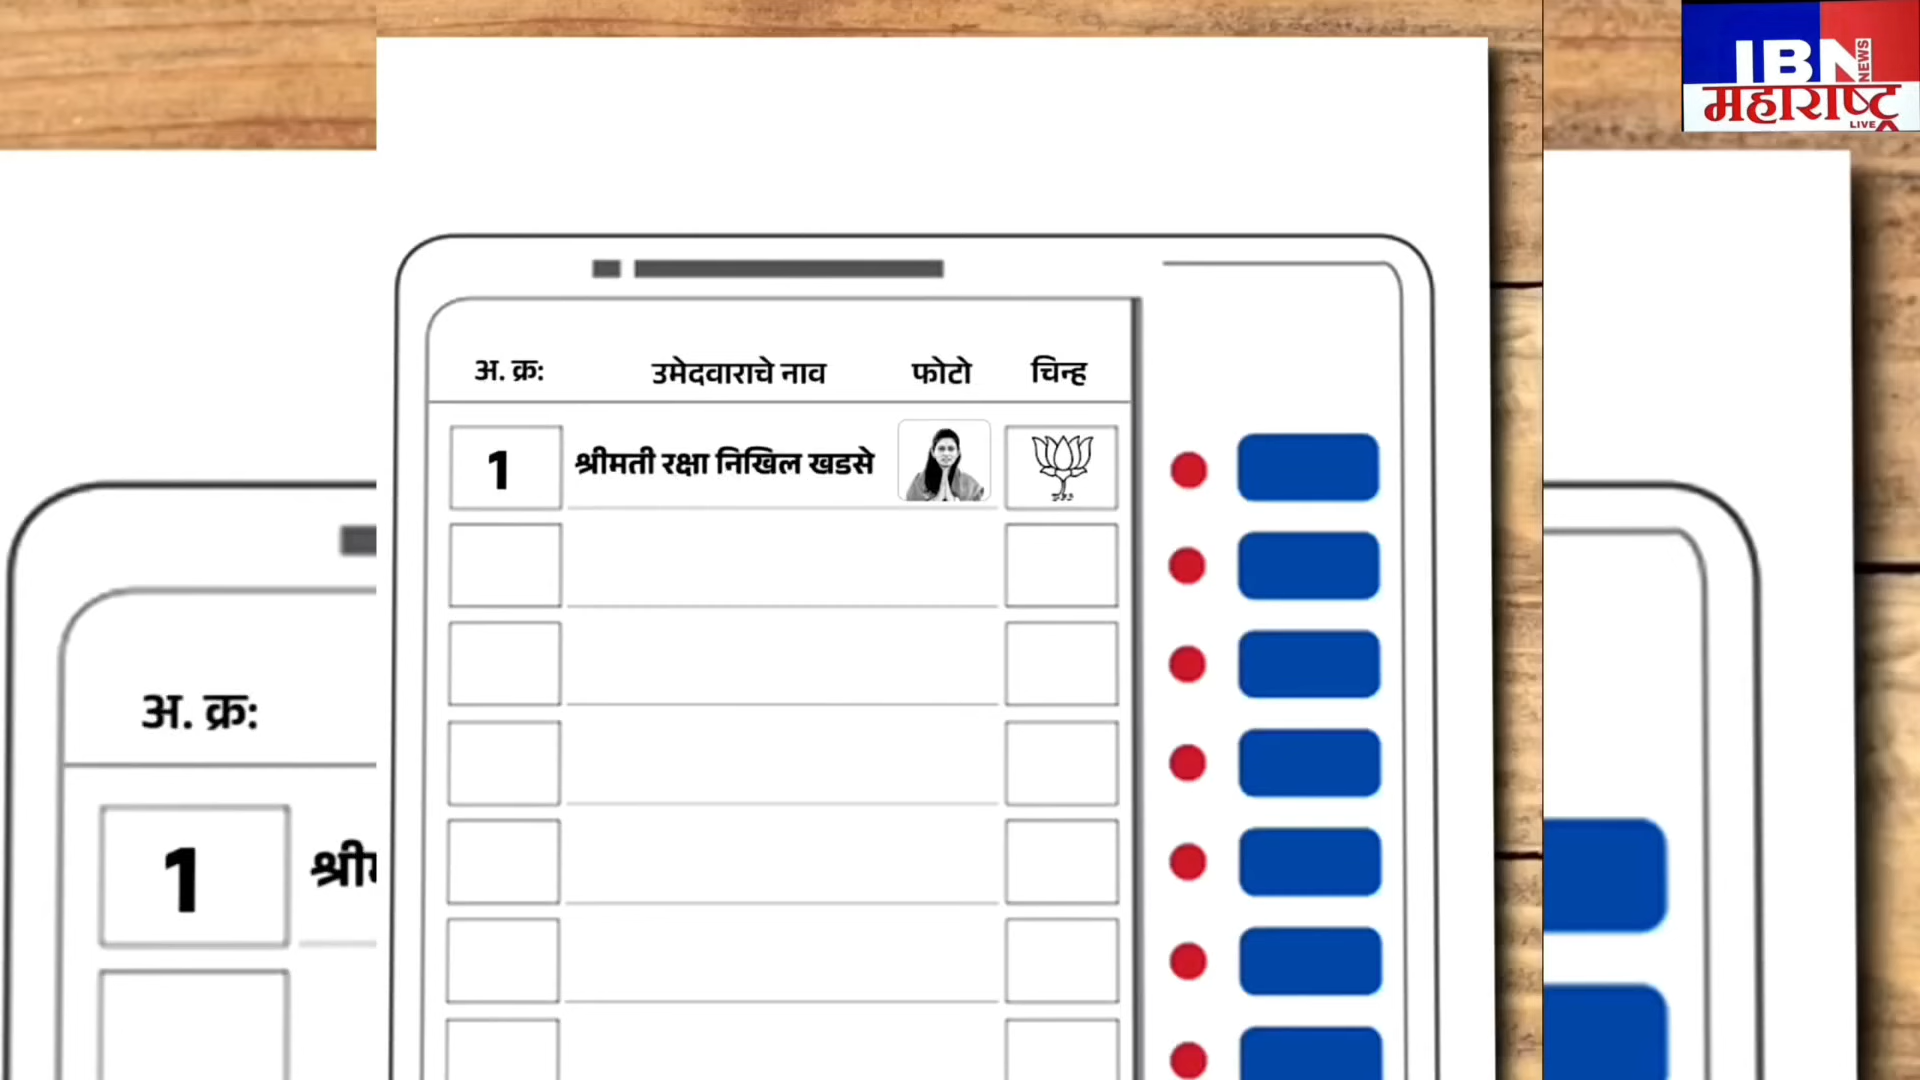 IBN NEWS
महाराष्ट्र
LIVE
अ. क्र: उमेदवाराचे नाव फोटो चिन्ह
1 श्रीमती रक्षा निखिल खडसे
अ. क्र:
1